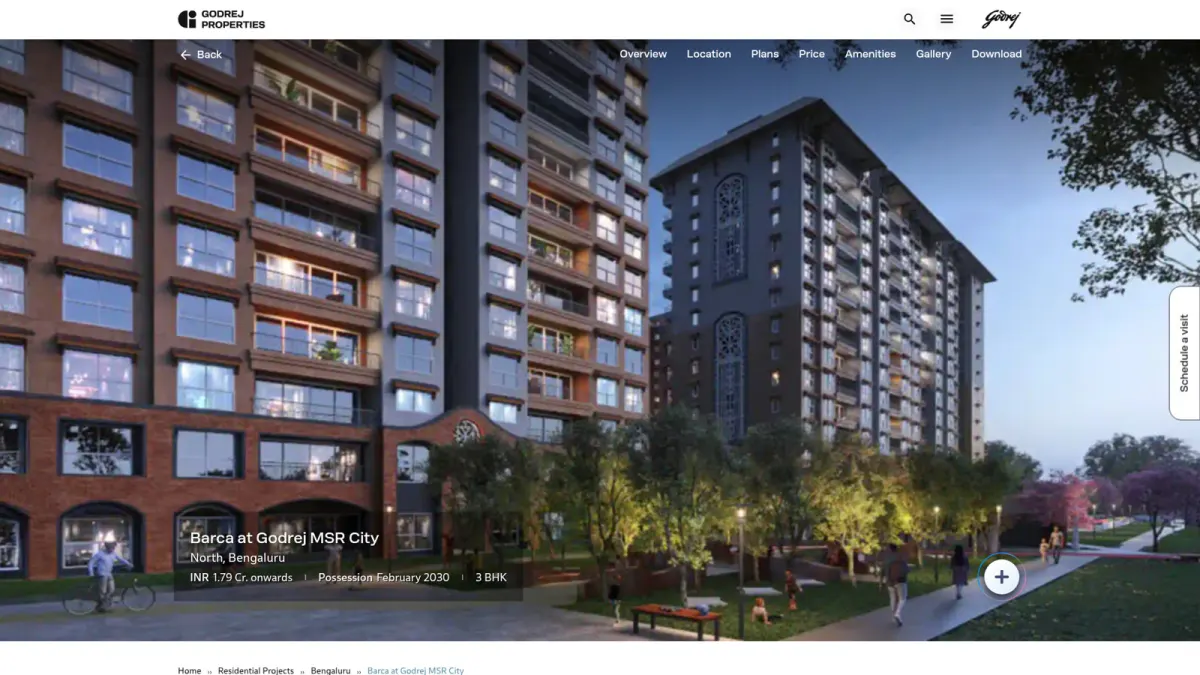 GODREJ
PROPERTIES
Godrej
Back
Overview
Location
Plans
Price
Amenities
Gallery
Download
Schedule a visit
Barca at Godrej MSR City
North, Bengaluru
INR 1.79 Cr. onwards | Possession February 2030 | 3 BHK
Home ›› Residential Projects ›› Bengaluru ›› Barca at Godrej MSR City